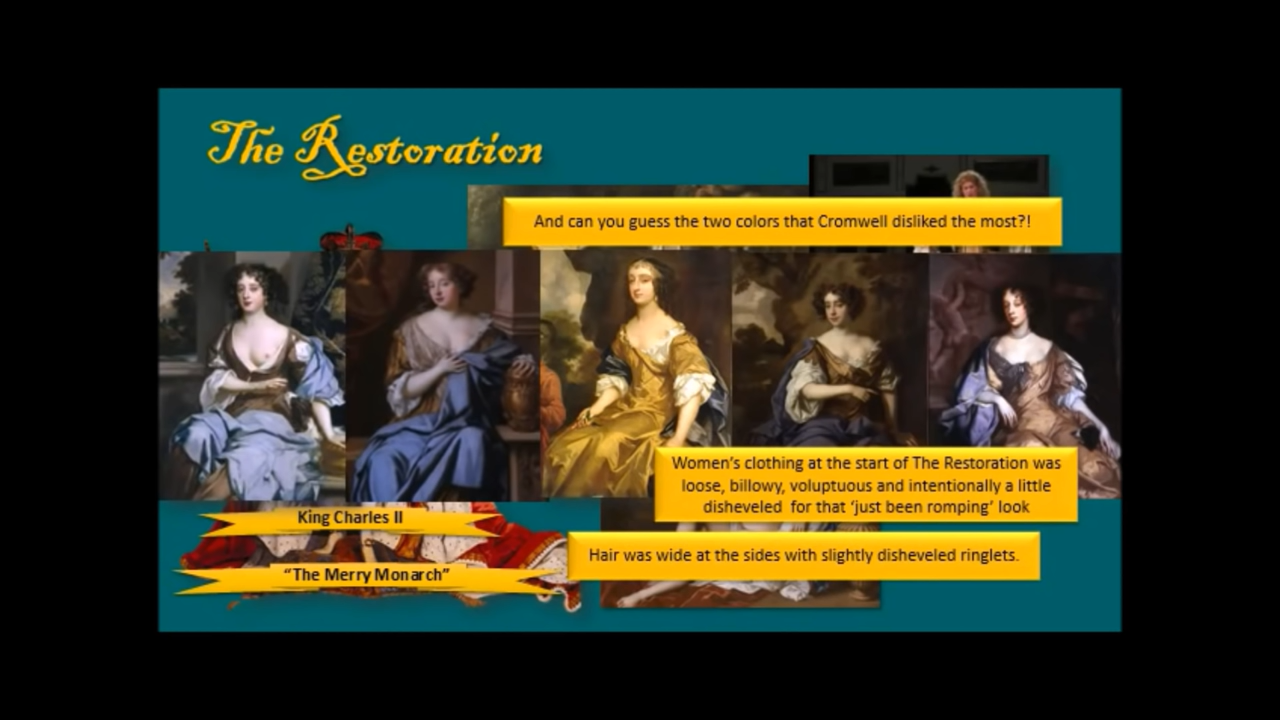 The Restoration
And can you guess the two colors that Cromwell disliked the most?!
Women's clothing at the start of The Restoration was
loose, billowy, voluptuous and intentionally a little
disheveled for that 'just been romping' look
King Charles II
Hair was wide at the sides with slightly disheveled ringlets.
"The Merry Monarch"